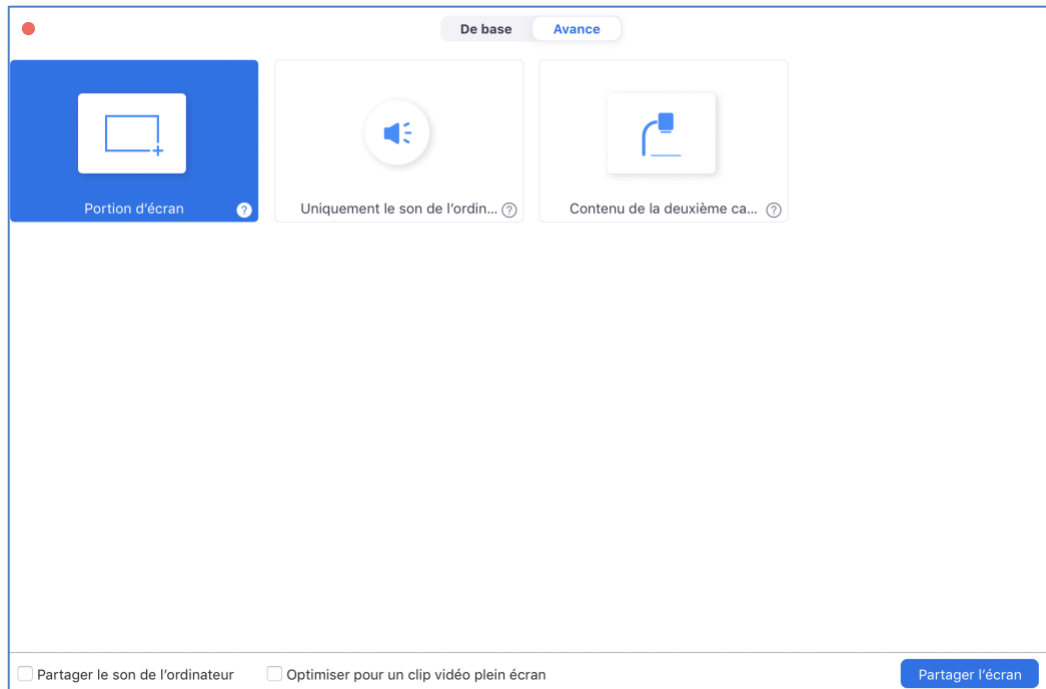 De base Avance
Portion d'écran ? Uniquement le son de l'ordin... ? Contenu de la deuxième ca... ?
Partager le son de l'ordinateur Optimiser pour un clip vidéo plein écran Partager l'écran